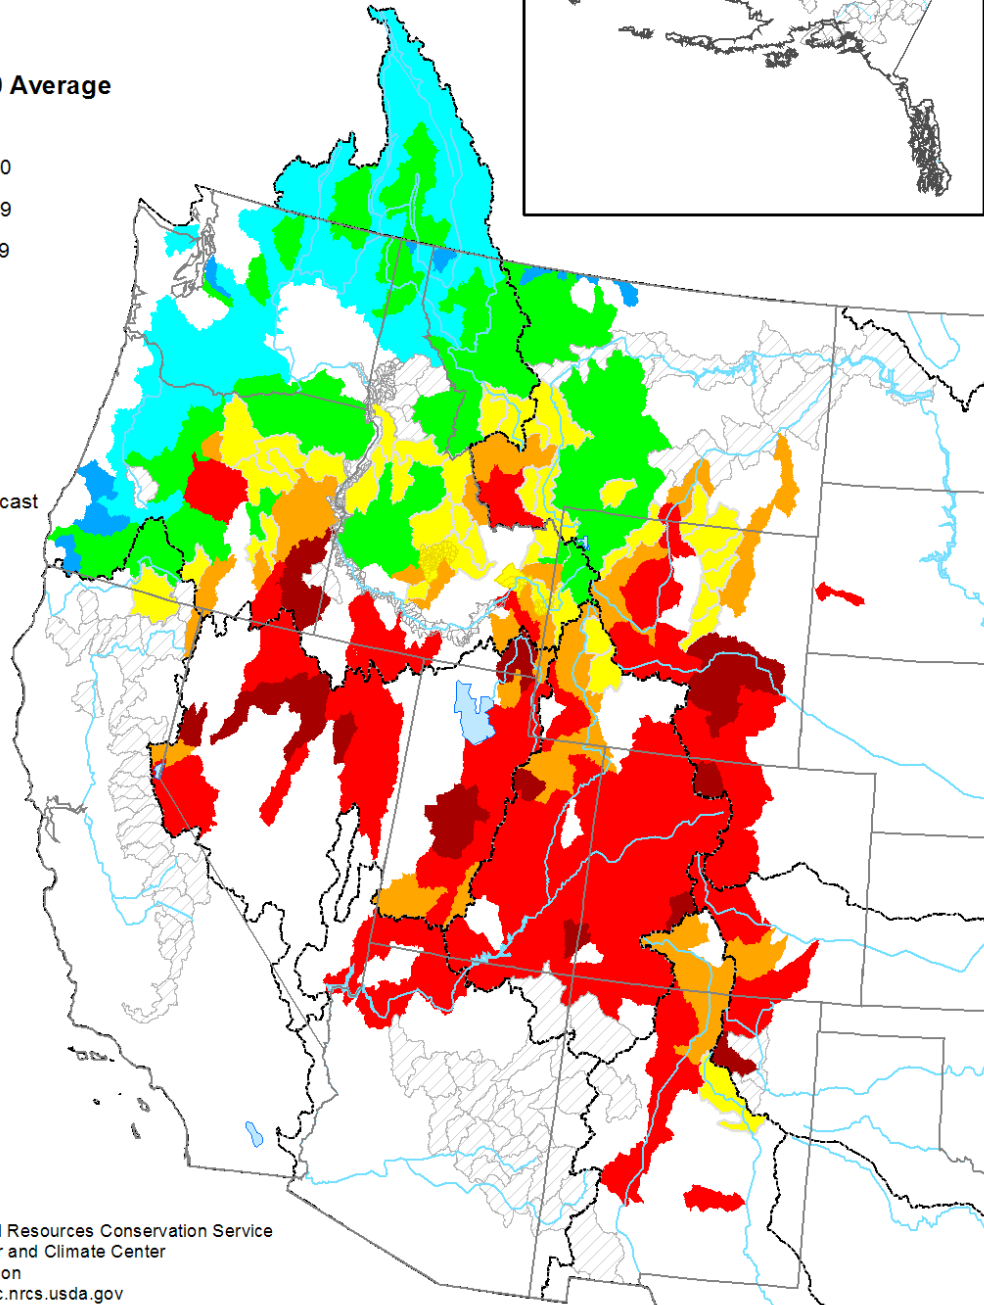 Average
0
9
9
cast
Resources Conservation Service
r and Climate Center
on
c.nrcs.usda.gov